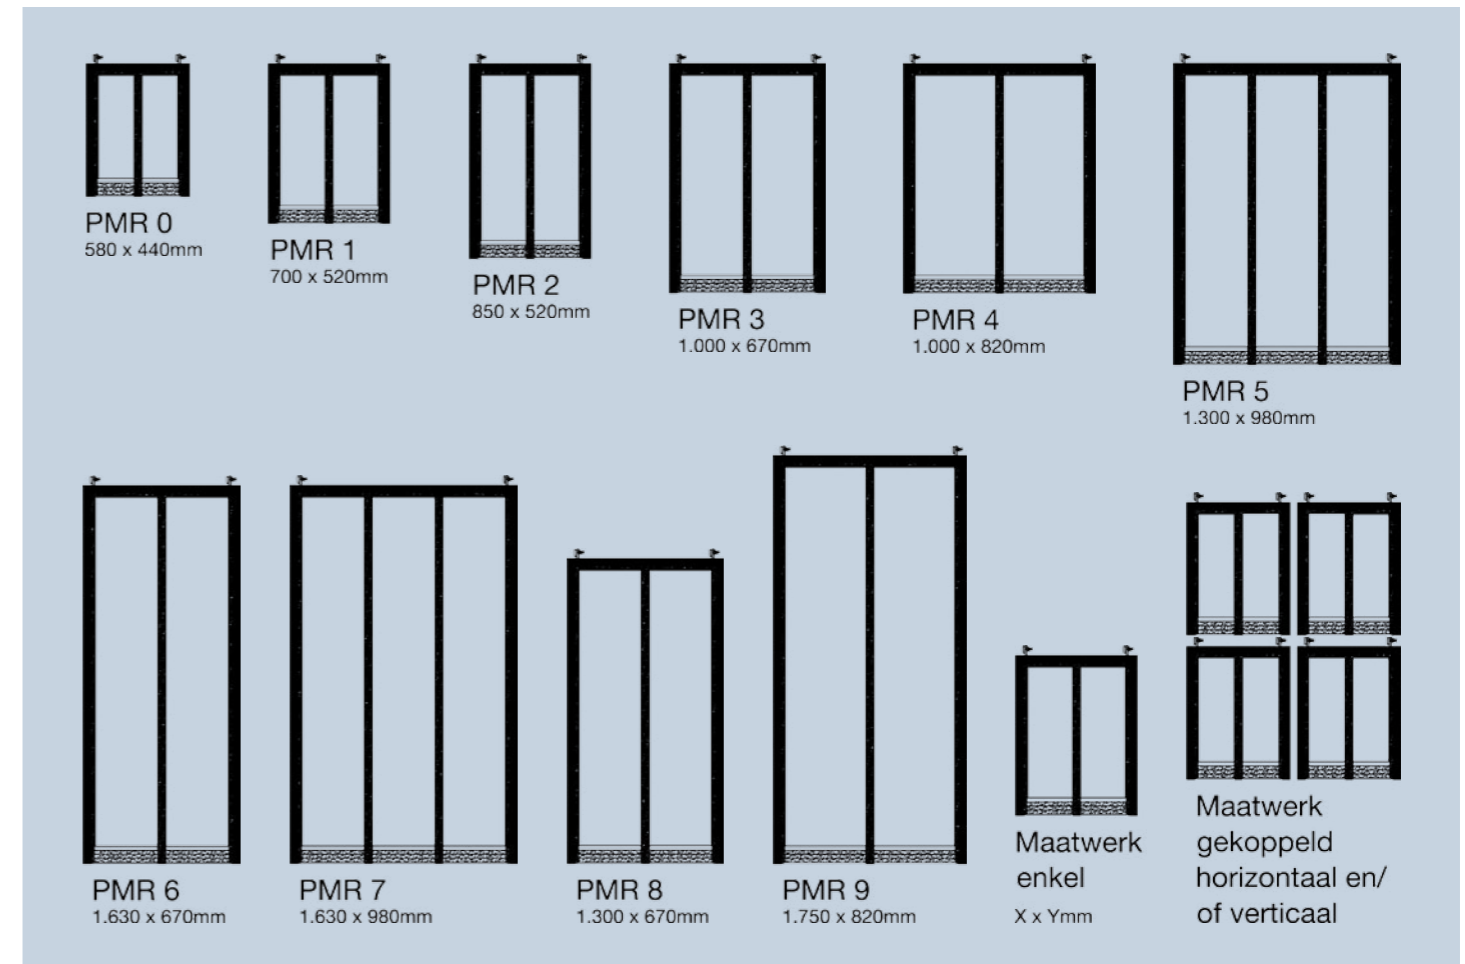 PMR 0
580 x 440mm
PMR 1
700 x 520mm
PMR 2
850 x 520mm
PMR 3
1.000 x 670mm
PMR 4
1.000 x 820mm
PMR 5
1.300 x 980mm
PMR 6
1.630 x 670mm
PMR 7
1.630 x 980mm
PMR 8
1.300 x 670mm
PMR 9
1.750 x 820mm
Maatwerk
enkel
X x Ymm
Maatwerk
gekoppeld
horizontaal en/
of verticaal